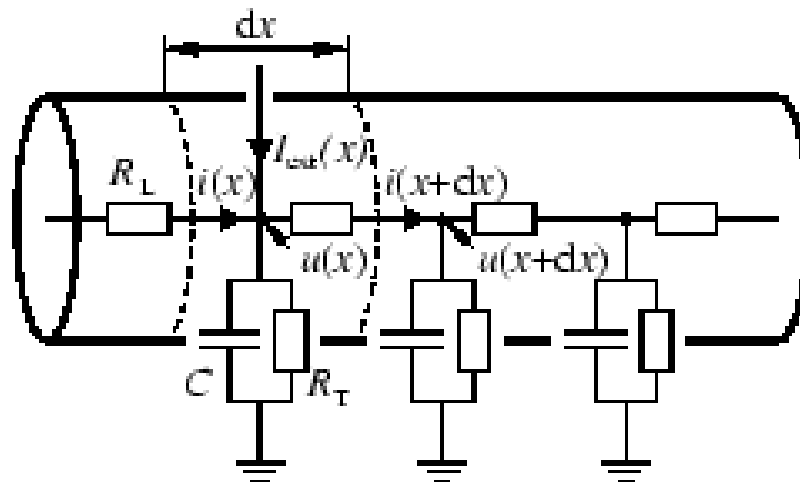 dx
I_ext(x)
R_L i(x) i(x+dx)
u(x) u(x+dx)
C R_T